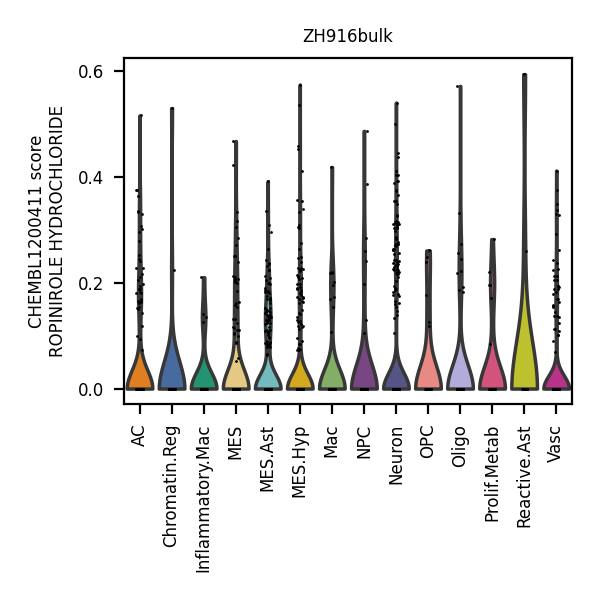 ZH916bulk
CHEMBL1200411 score
ROPINIROLE HYDROCHLORIDE
0.6
0.4
0.2
0.0
AC
Chromatin.Reg
Inflammatory.Mac
MES
MES.Ast
MES.Hyp
Mac
NPC
Neuron
OPC
Oligo
Prolif.Metab
Reactive.Ast
Vasc